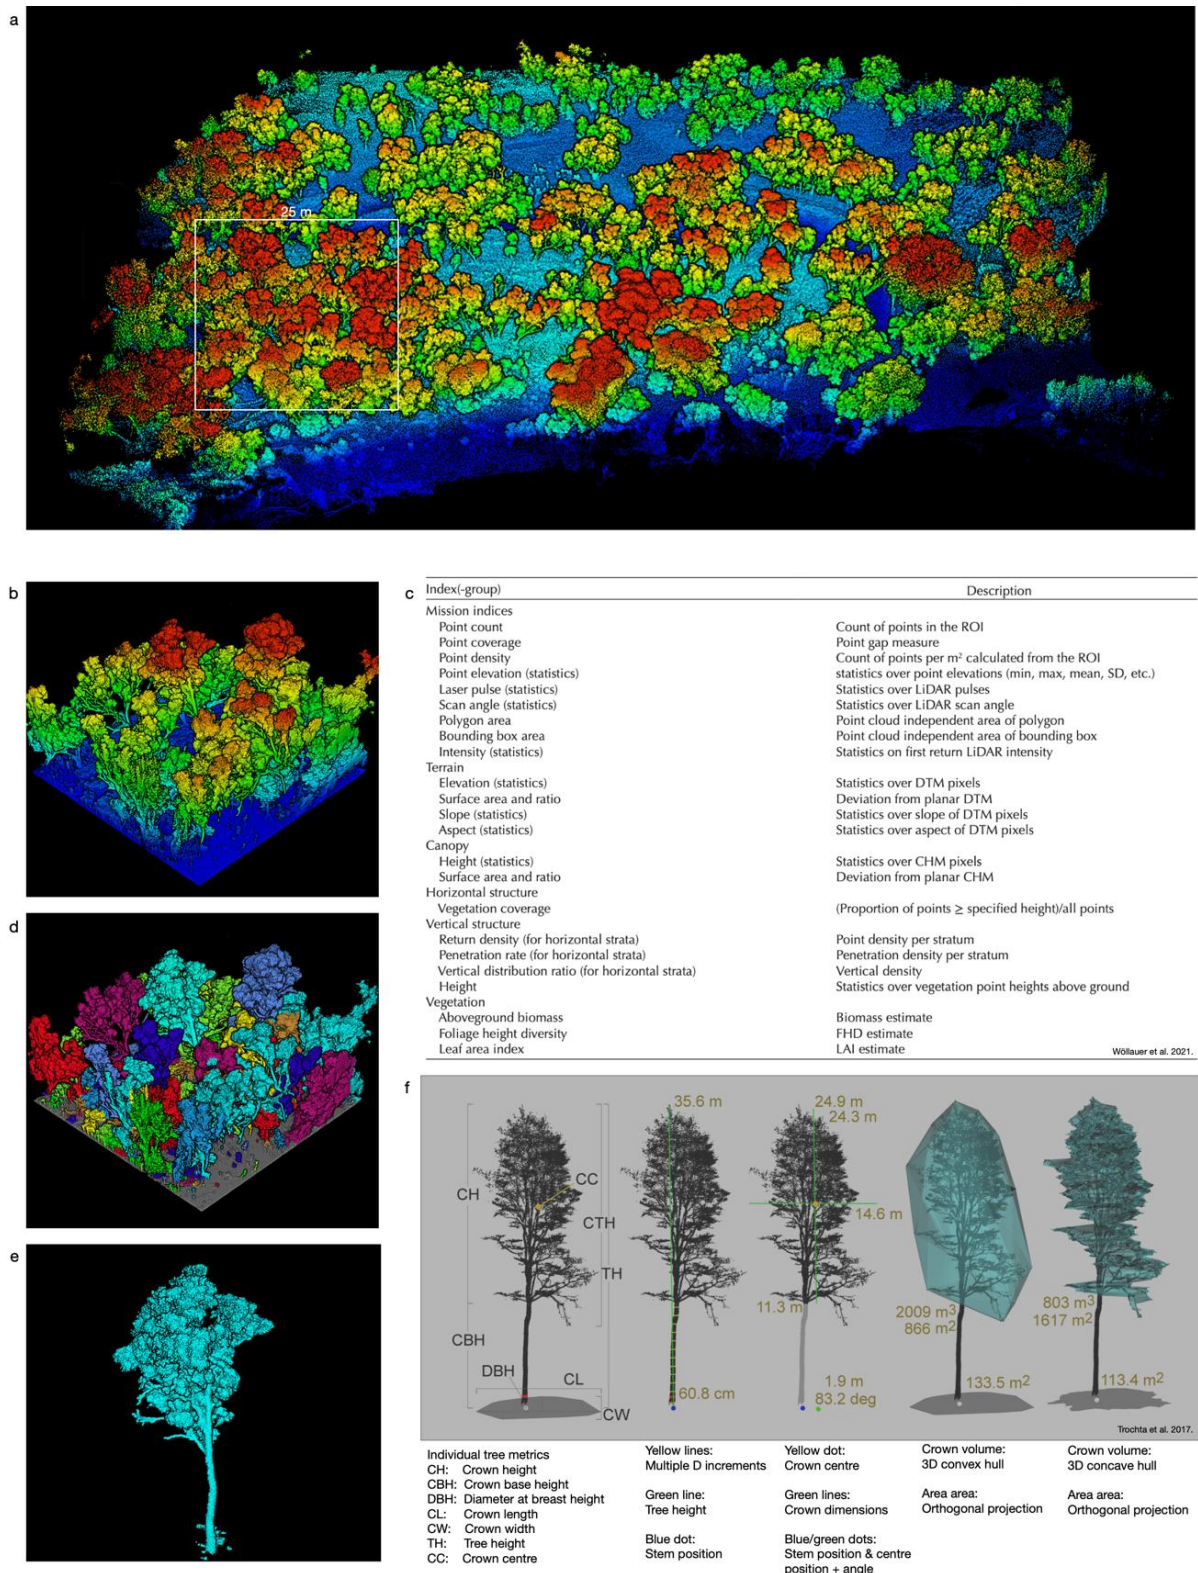 a
25 m
b
c
Index(-group) Description
Mission indices
Point count Count of points in the ROI
Point coverage Point gap measure
Point density Count of points per m² calculated from the ROI
Point elevation (statistics) statistics over point elevations (min, max, mean, SD, etc.)
Laser pulse (statistics) Statistics over LiDAR pulses
Scan angle (statistics) Statistics over LiDAR scan angle
Polygon area Point cloud independent area of polygon
Bounding box area Point cloud independent area of bounding box
Intensity (statistics) Statistics on first return LiDAR intensity
Terrain
Elevation (statistics) Statistics over DTM pixels
Surface area and ratio Deviation from planar DTM
Slope (statistics) Statistics over slope of DTM pixels
Aspect (statistics) Statistics over aspect of DTM pixels
Canopy
Height (statistics) Statistics over CHM pixels
Surface area and ratio Deviation from planar CHM
Horizontal structure
Vegetation coverage (Proportion of points ≥ specified height)/all points
Vertical structure
Return density (for horizontal strata) Point density per stratum
Penetration rate (for horizontal strata) Penetration density per stratum
Vertical distribution ratio (for horizontal strata) Vertical density
Height Statistics over vegetation point heights above ground
Vegetation
Aboveground biomass Biomass estimate
Foliage height diversity FHD estimate
Leaf area index LAI estimate
Wöllauer et al. 2021.
d
e
f
CH
CC
CTH
TH
CBH
DBH
CL
CW
35.6 m
60.8 cm
24.9 m
24.3 m
14.6 m
11.3 m
1.9 m
83.2 deg
2009 m³
866 m²
133.5 m²
803 m³
1617 m²
113.4 m²
Trochta et al. 2017.
Individual tree metrics
CH: Crown height
CBH: Crown base height
DBH: Diameter at breast height
CL: Crown length
CW: Crown width
TH: Tree height
CC: Crown centre
Yellow lines:
Multiple D increments
Green line:
Tree height
Blue dot:
Stem position
Yellow dot:
Crown centre
Green lines:
Crown dimensions
Blue/green dots:
Stem position & centre
position + angle
Crown volume:
3D convex hull
Area area:
Orthogonal projection
Crown volume:
3D concave hull
Area area:
Orthogonal projection